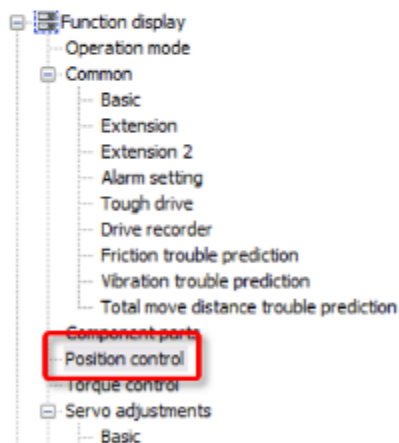 Function display
Operation mode
Common
Basic
Extension
Extension 2
Alarm setting
Tough drive
Drive recorder
Friction trouble prediction
Vibration trouble prediction
Total move distance trouble prediction
Component parts
Position control
Torque control
Servo adjustments
Basic